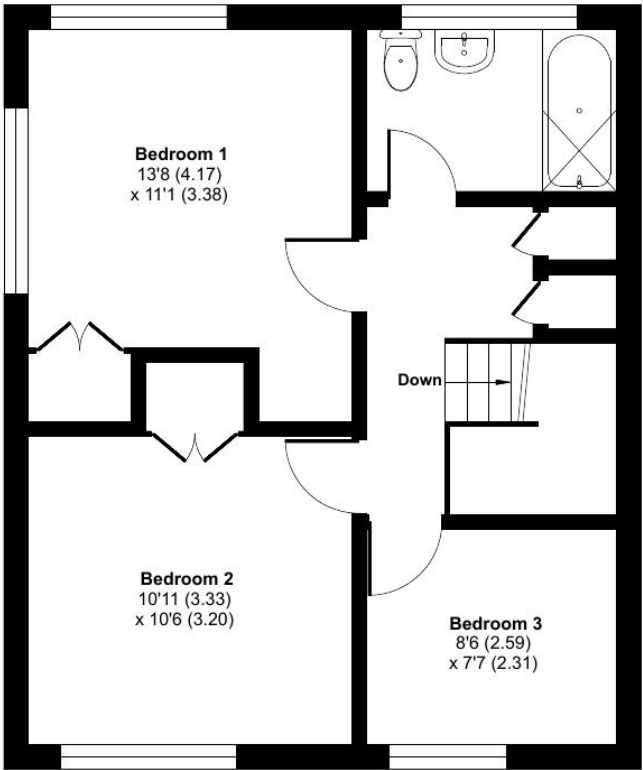 Bedroom 1
13'8 (4.17)
x 11'1 (3.38)
Down
Bedroom 2
10'11 (3.33)
x 10'6 (3.20)
Bedroom 3
8'6 (2.59)
x 7'7 (2.31)